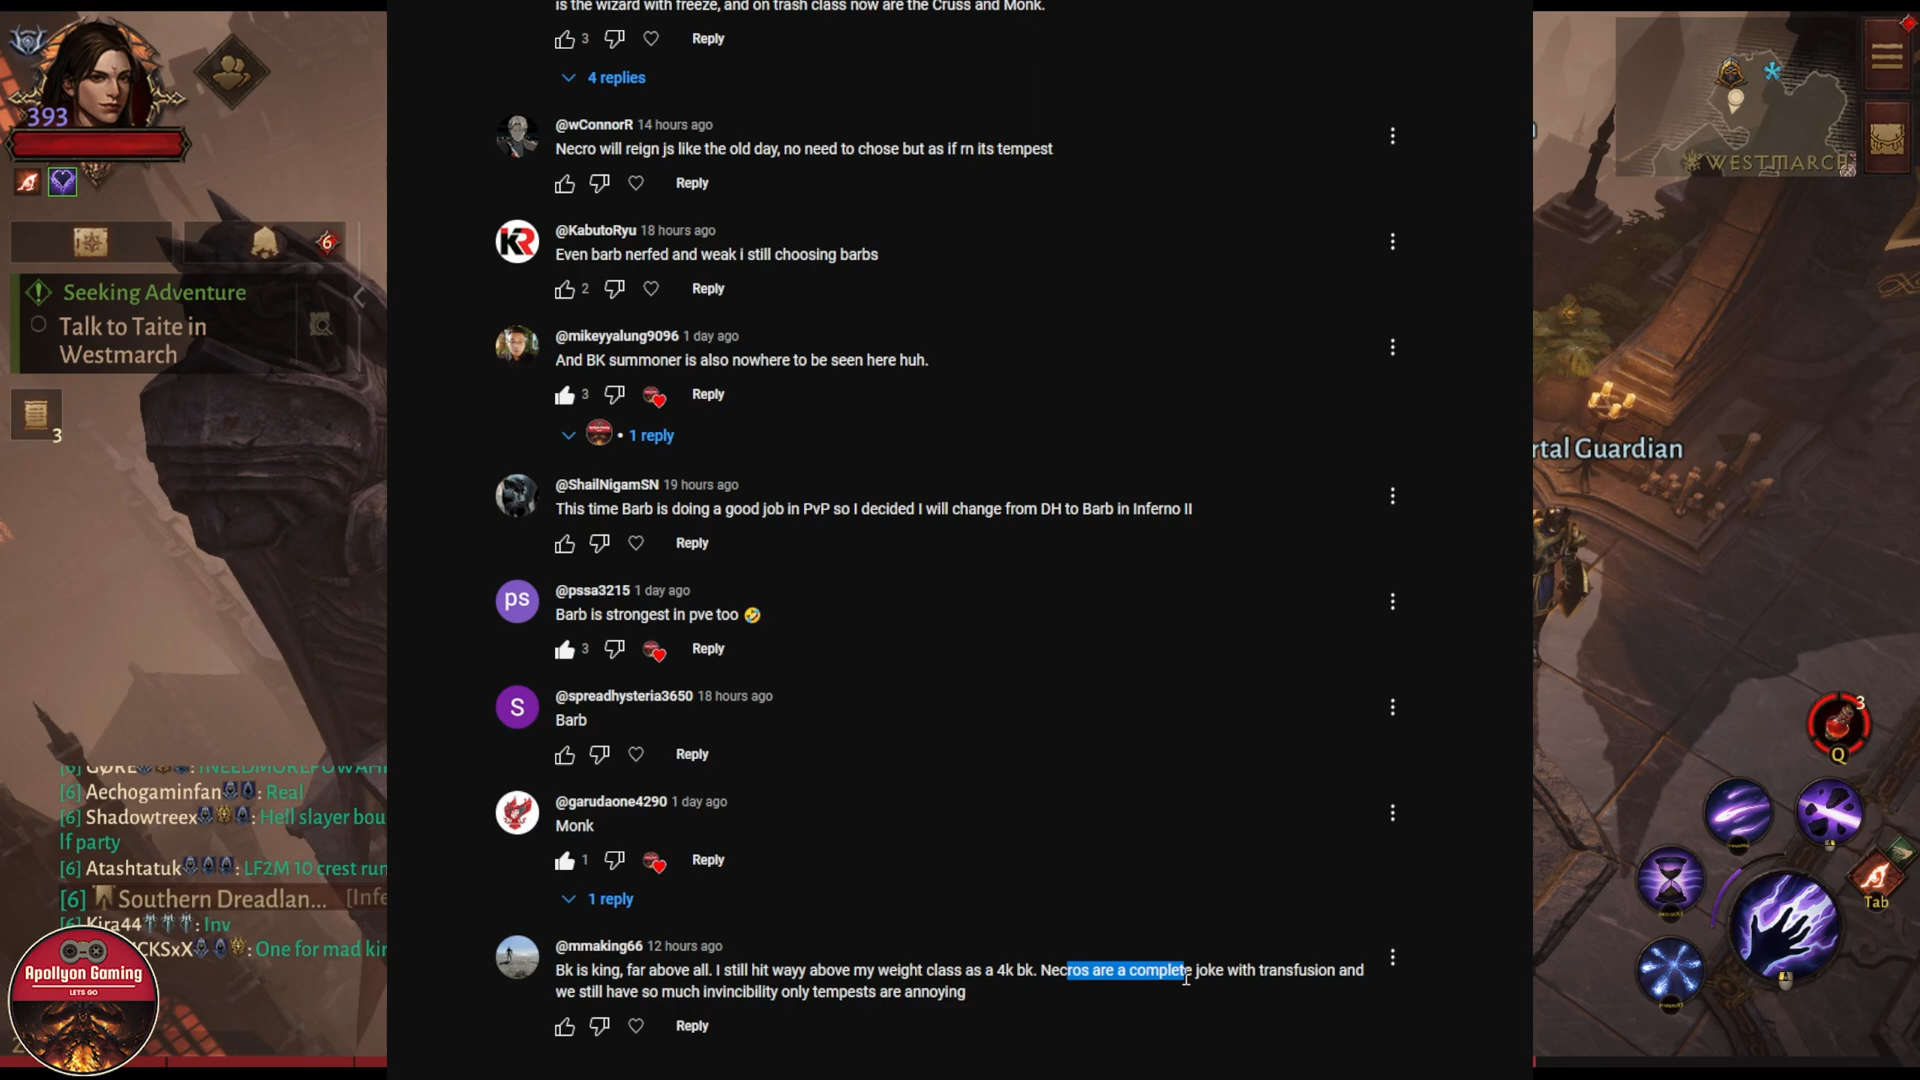 is the wizard with freeze, and on trash class now are the Cruss and Monk.
3 Reply
4 replies
@wConnorR 14 hours ago
Necro will reign js like the old day, no need to chose but as if rn its tempest
Reply
@KabutoRyu 18 hours ago
Even barb nerfed and weak i still choosing barbs
2 Reply
@mikeyyalung9096 1 day ago
And BK summoner is also nowhere to be seen here huh.
3 Reply
• 1 reply
@ShailNigamSN 19 hours ago
This time Barb is doing a good job in PvP so I decided I will change from DH to Barb in Inferno II
Reply
ps
@pssa3215 1 day ago
Barb is strongest in pve too 🤣
3 Reply
S
@spreadhysteria3650 18 hours ago
Barb
Reply
@garudaone4290 1 day ago
Monk
1 Reply
1 reply
@mmaking66 12 hours ago
Bk is king, far above all. I still hit wayy above my weight class as a 4k bk. Necros are a complete joke with transfusion and
we still have so much invincibility only tempests are annoying
Reply
393
6
Seeking Adventure
Talk to Taite in
Westmarch
3
[6] Aechogaminfan: Real
[6] Shadowtreex: Hell slayer bou
lf party
[6] Atashtatuk: LF2M 10 crest run
[6] Southern Dreadlan... [Infe
[6] Kira44: Inv
CKSxX: One for mad kin
Apollyon Gaming
LETS GO
WESTMARCH
rtal Guardian
3
Q
Tab